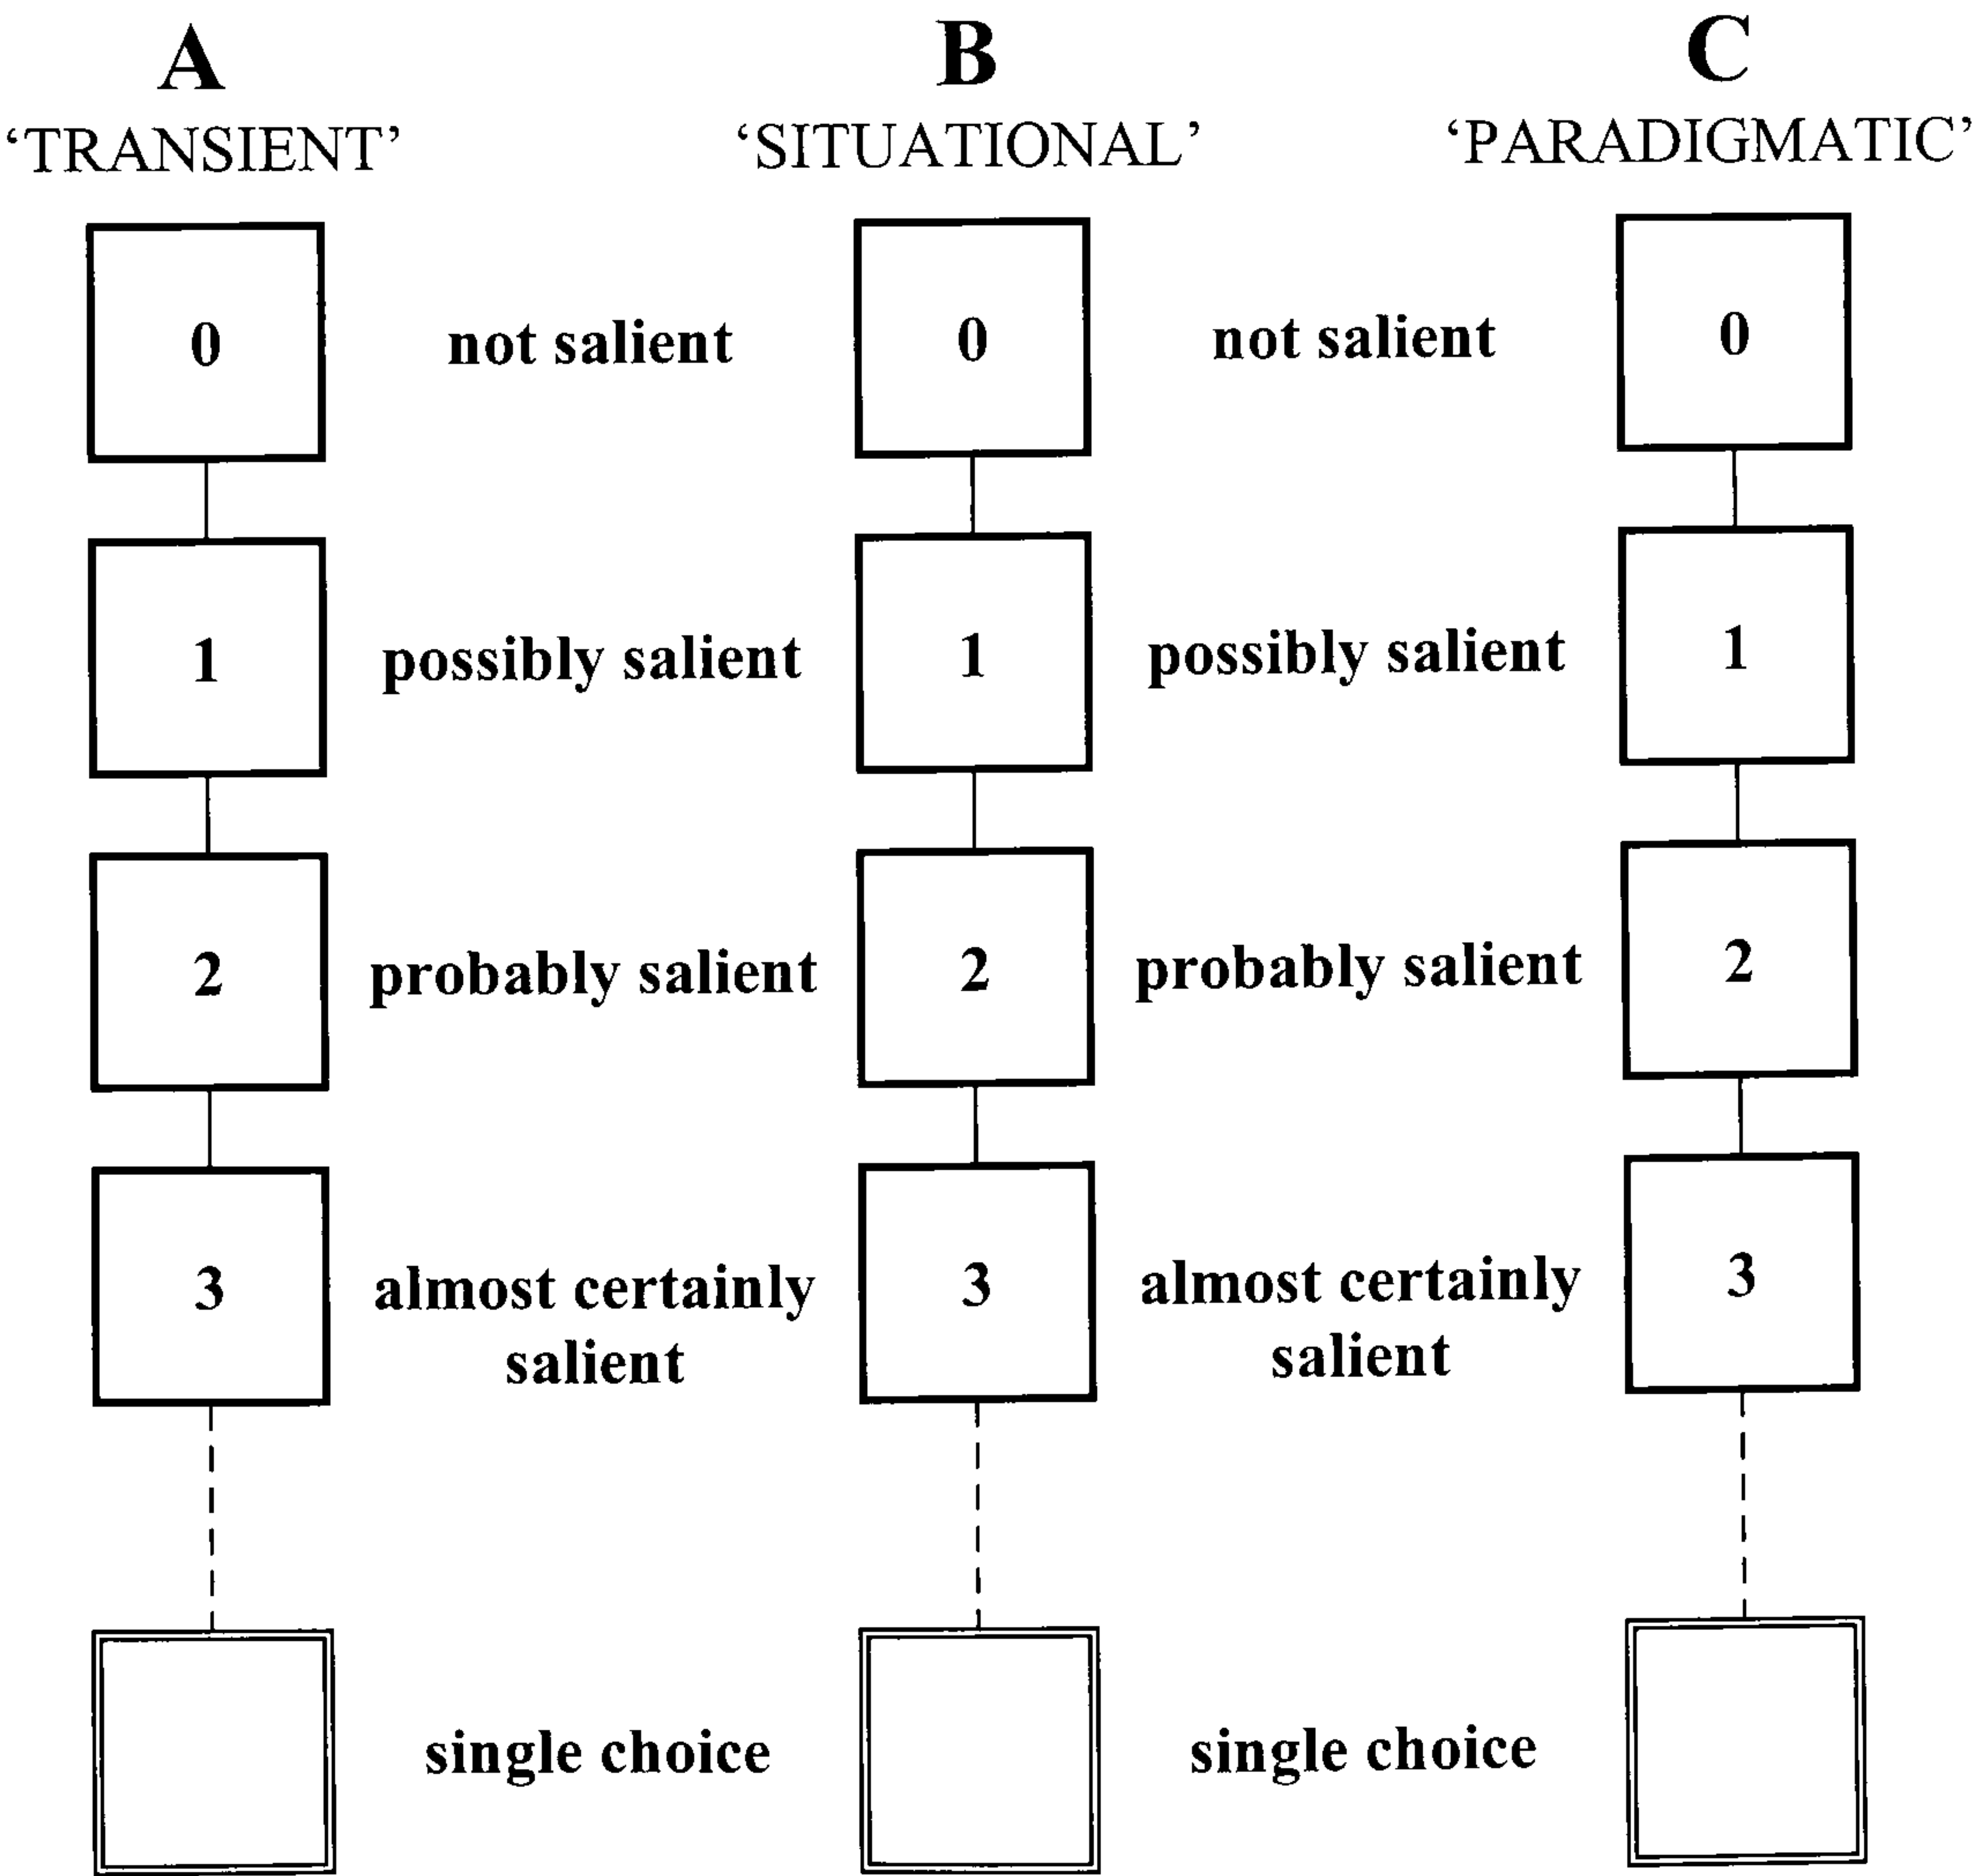 A B C
‘TRANSIENT’ ‘SITUATIONAL’ ‘PARADIGMATIC’
0 not salient 0 not salient 0
1 possibly salient 1 possibly salient 1
2 probably salient 2 probably salient 2
3 almost certainly 3 almost certainly 3
salient salient
single choice single choice